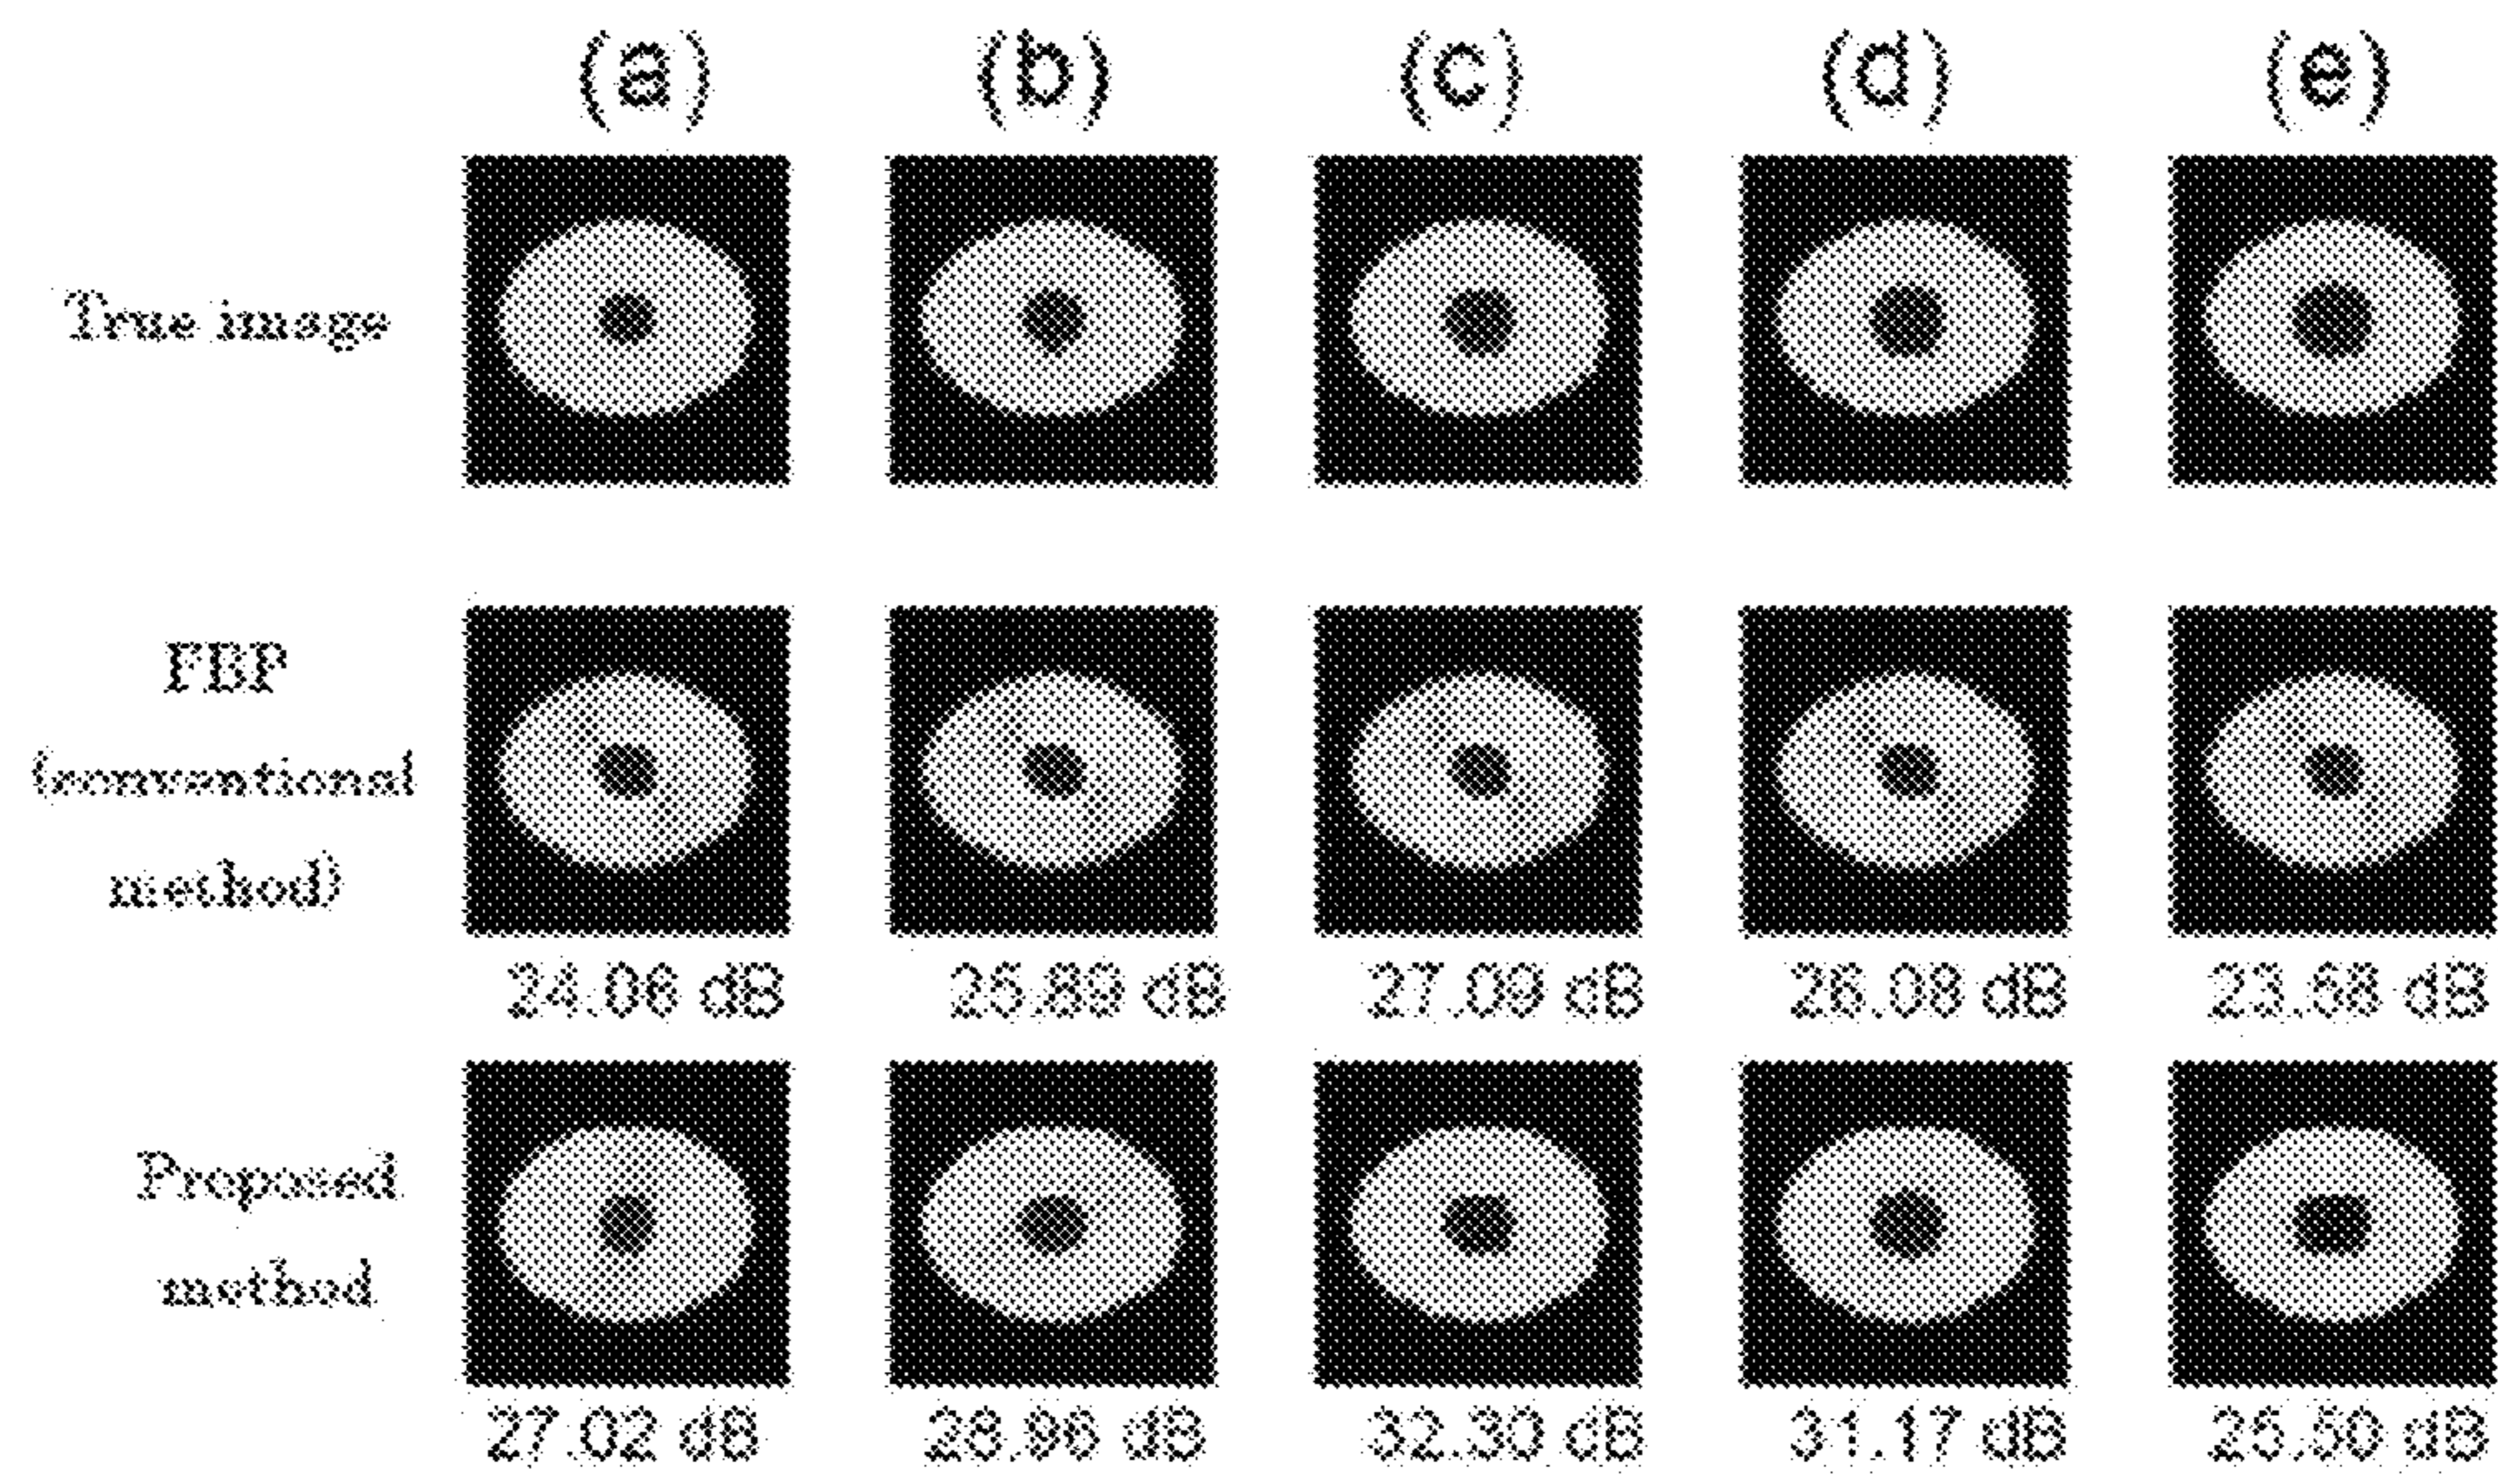 (a) (b) (c) (d) (e)
True image
FBP
(conventional
method)
24.06 dB 25.89 dB 27.09 dB 26.08 dB 23.58 dB
Proposed
method
27.02 dB 28.96 dB 32.30 dB 31.17 dB 25.50 dB